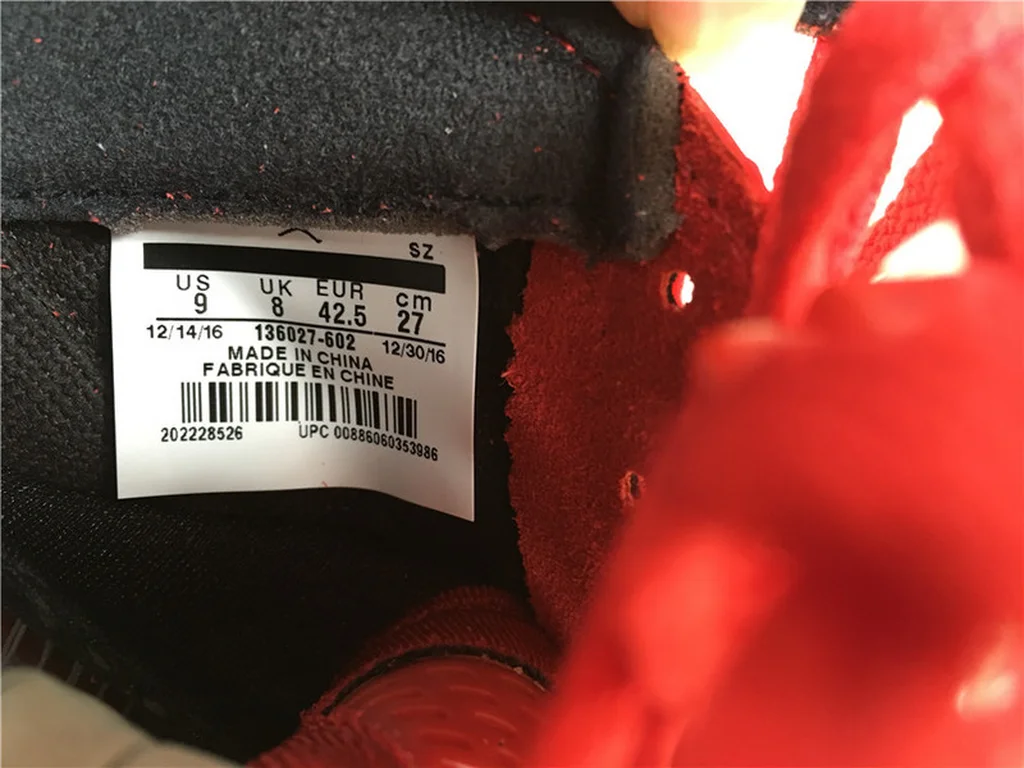 SZ
US UK EUR cm
9 8 42.5 27
12/14/16 136027-602 12/30/16
MADE IN CHINA
FABRIQUE EN CHINE
202228526 UPC 00886060353986